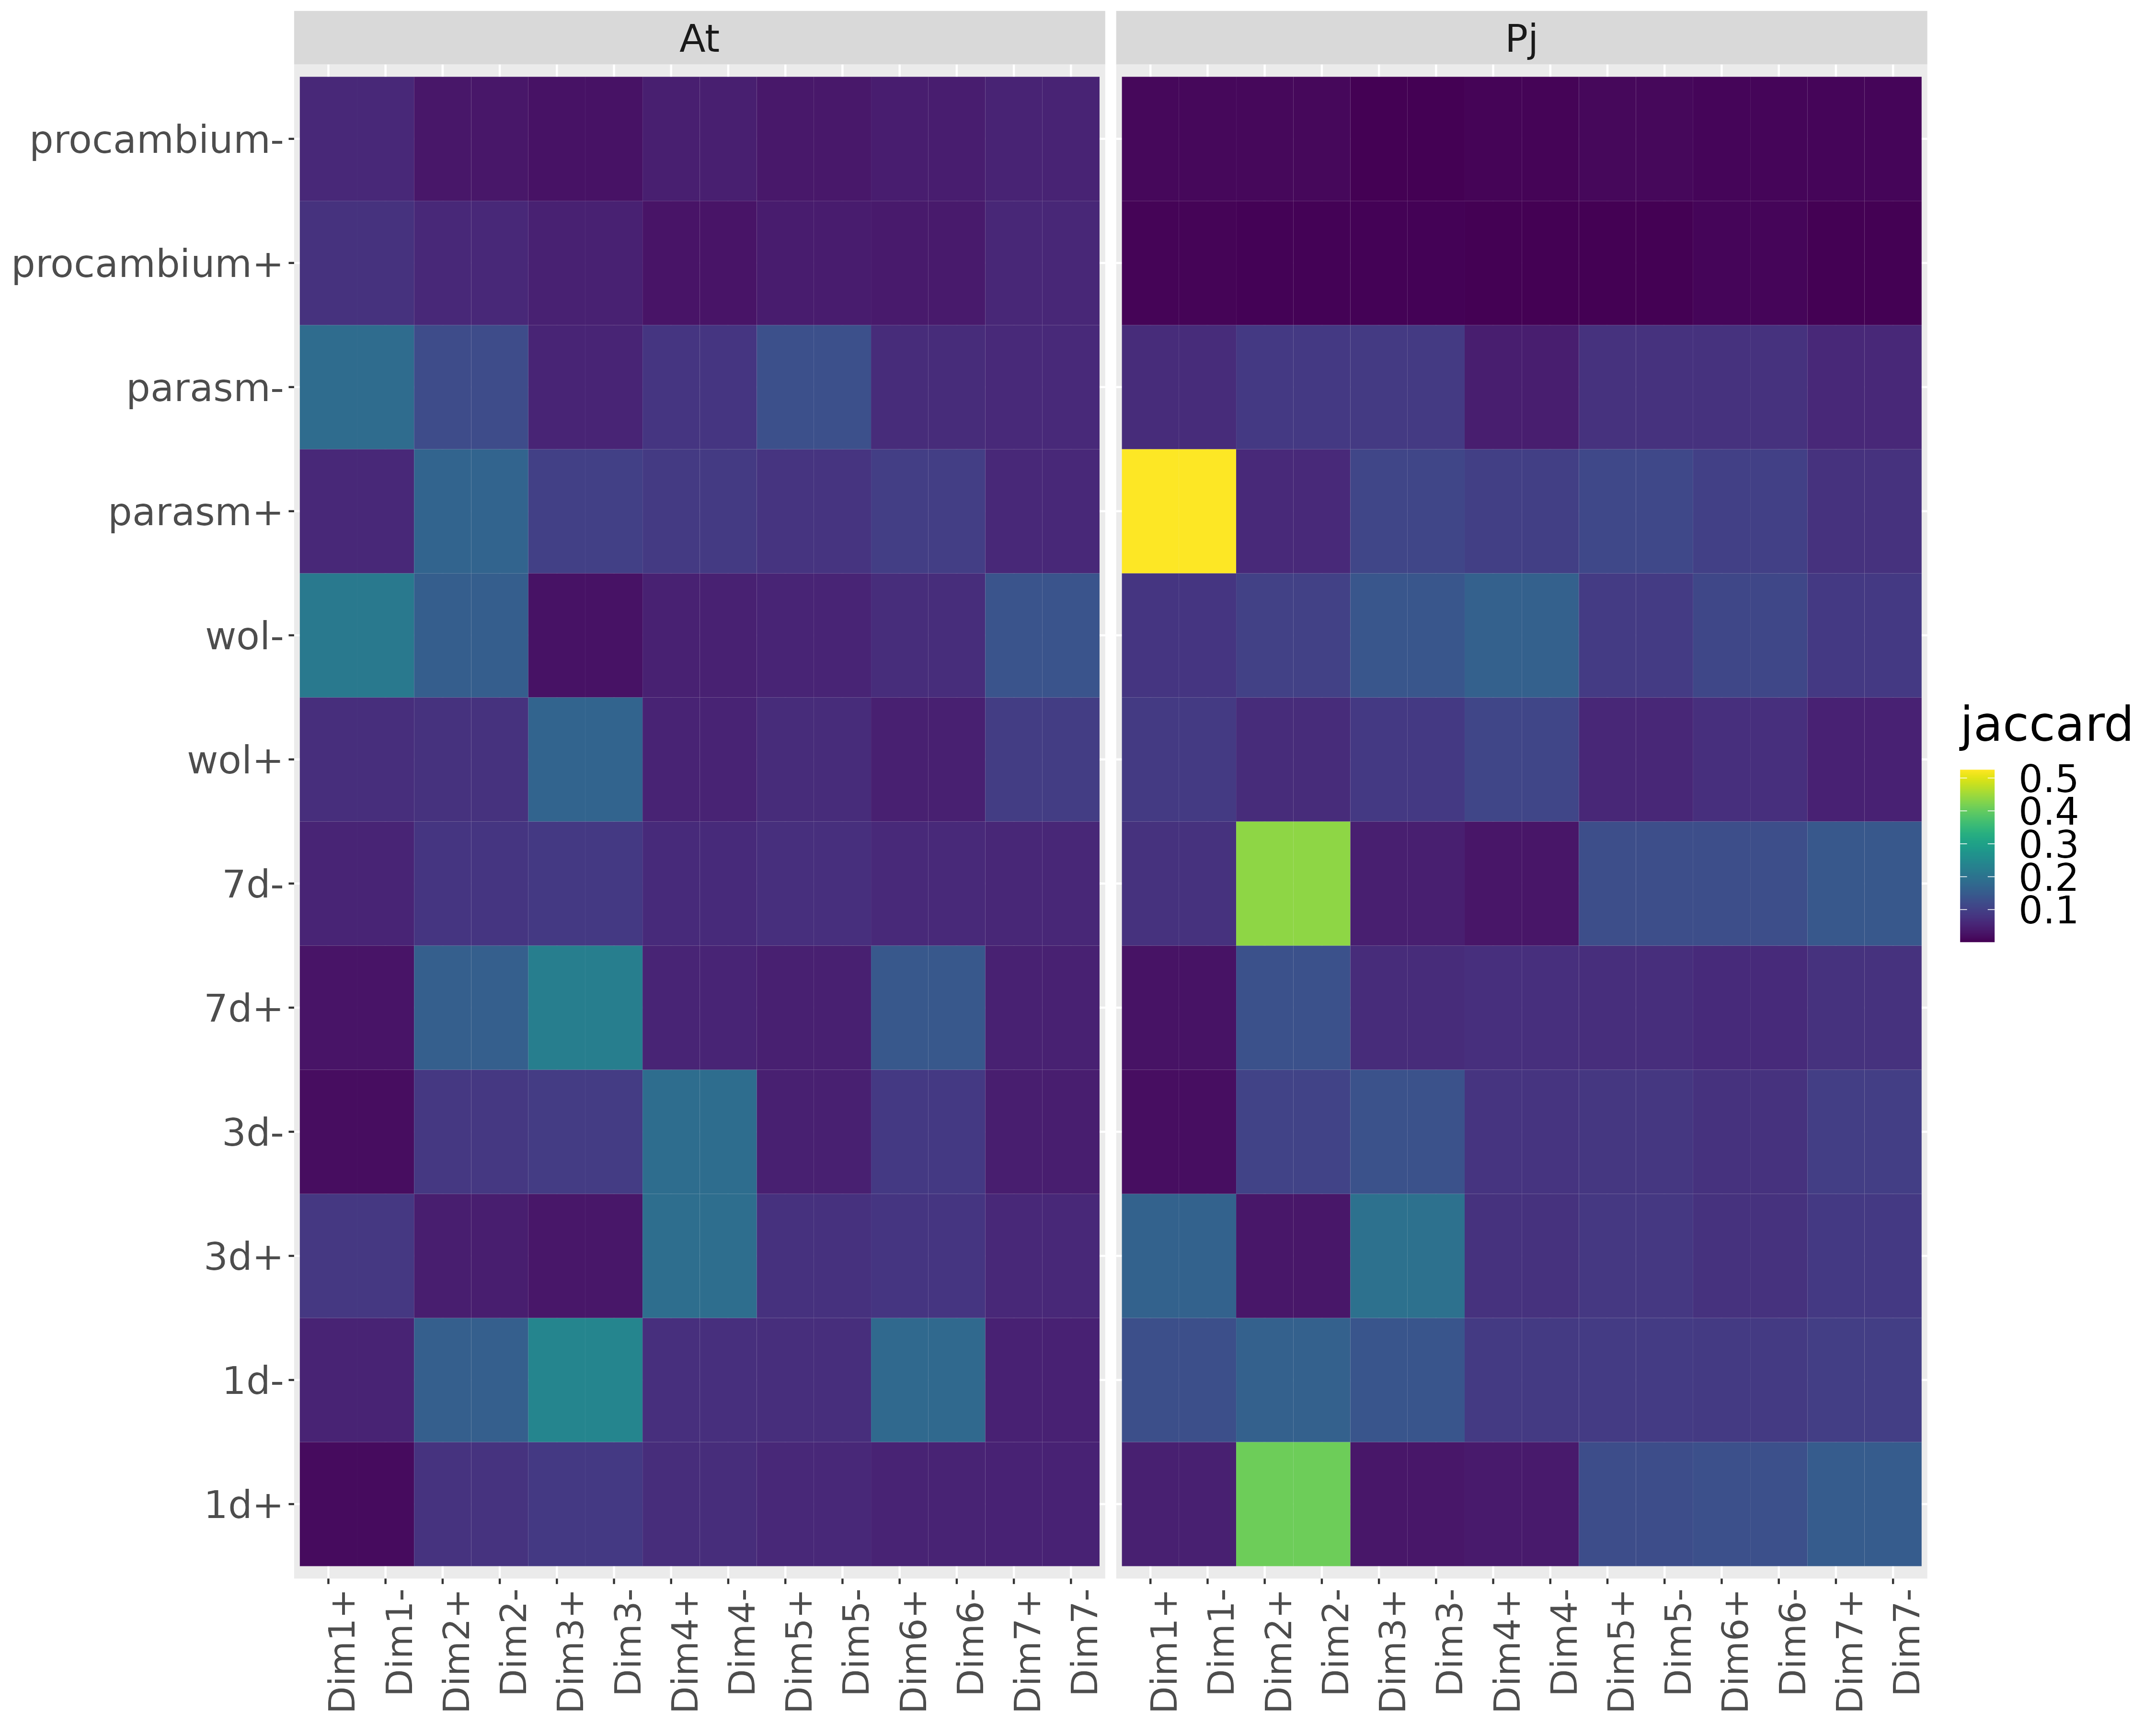 At
Pj
procambium-
procambium+
parasm-
parasm+
wol-
wol+
7d-
7d+
3d-
3d+
1d-
1d+
jaccard
0.5
0.4
0.3
0.2
0.1
Dim1+
Dim1-
Dim2+
Dim2-
Dim3+
Dim3-
Dim4+
Dim4-
Dim5+
Dim5-
Dim6+
Dim6-
Dim7+
Dim7-
Dim1+
Dim1-
Dim2+
Dim2-
Dim3+
Dim3-
Dim4+
Dim4-
Dim5+
Dim5-
Dim6+
Dim6-
Dim7+
Dim7-